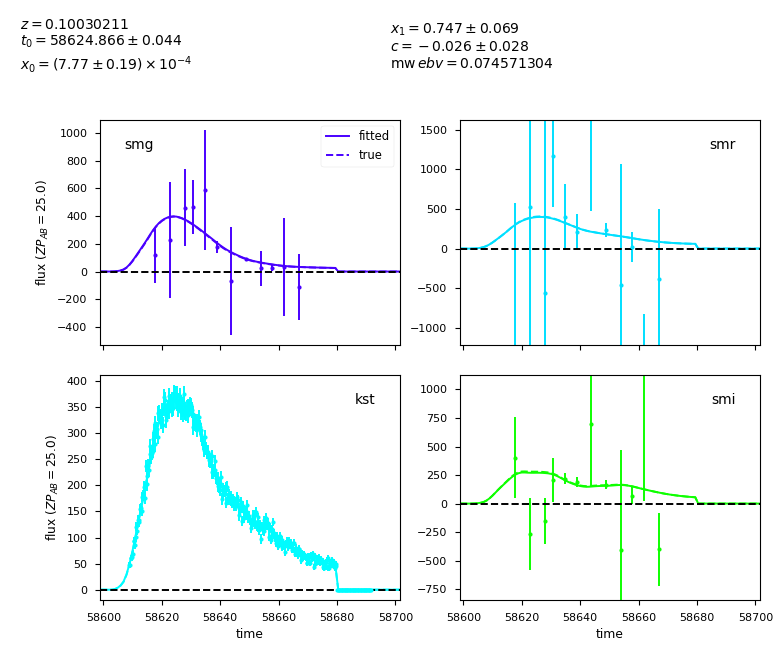 z = 0.10030211
t0 = 58624.866 ± 0.044
x0 = (7.77 ± 0.19) × 10^−4
x1 = 0.747 ± 0.069
c = −0.026 ± 0.028
mw ebv = 0.074571304
smg
fitted
true
1000
800
600
400
200
0
−200
−400
flux (ZP_AB = 25.0)
smr
1500
1000
500
0
−500
−1000
kst
400
350
300
250
200
150
100
50
0
flux (ZP_AB = 25.0)
58600 58620 58640 58660 58680 58700
time
smi
1000
750
500
250
0
−250
−500
−750
58600 58620 58640 58660 58680 58700
time